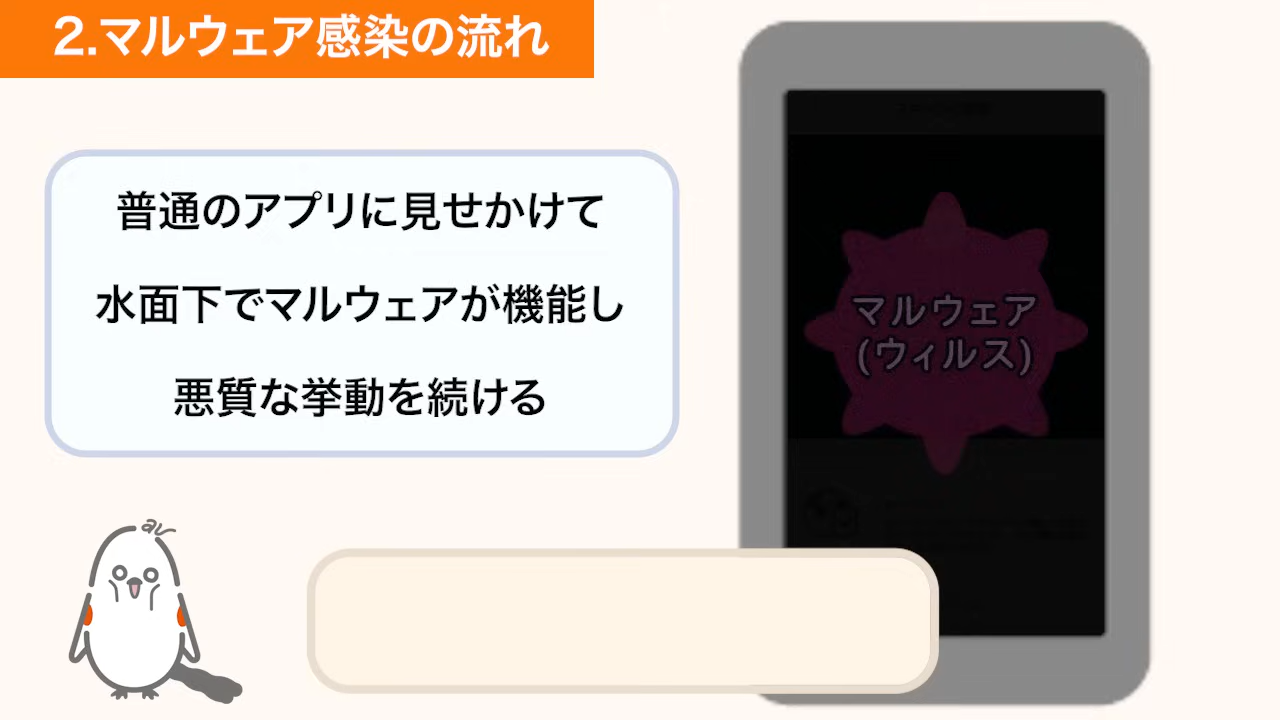 2.マルウェア感染の流れ
普通のアプリに見せかけて
水面下でマルウェアが機能し
悪質な挙動を続ける
マルウェア
(ウィルス)
au